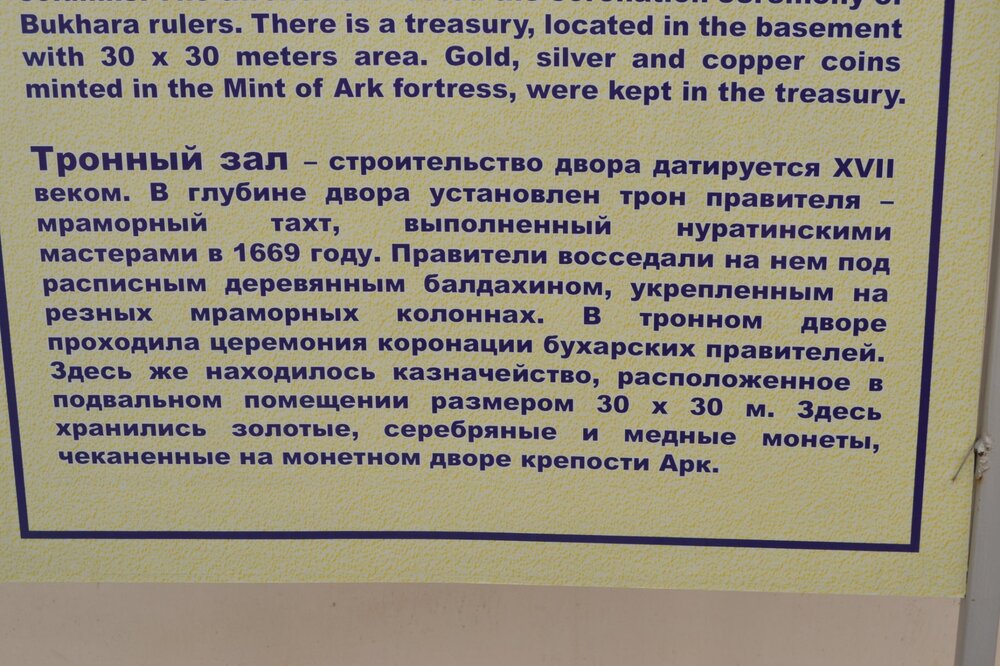 Bukhara rulers. There is a treasury, located in the basement
with 30 x 30 meters area. Gold, silver and copper coins
minted in the Mint of Ark fortress, were kept in the treasury.
Тронный зал – строительство двора датируется XVII
веком. В глубине двора установлен трон правителя –
мраморный тахт, выполненный нуратинскими
мастерами в 1669 году. Правители восседали на нем под
расписным деревянным балдахином, укрепленным на
резных мраморных колоннах. В тронном дворе
проходила церемония коронации бухарских правителей.
Здесь же находилось казначейство, расположенное в
подвальном помещении размером 30 х 30 м. Здесь
хранились золотые, серебряные и медные монеты,
чеканенные на монетном дворе крепости Арк.